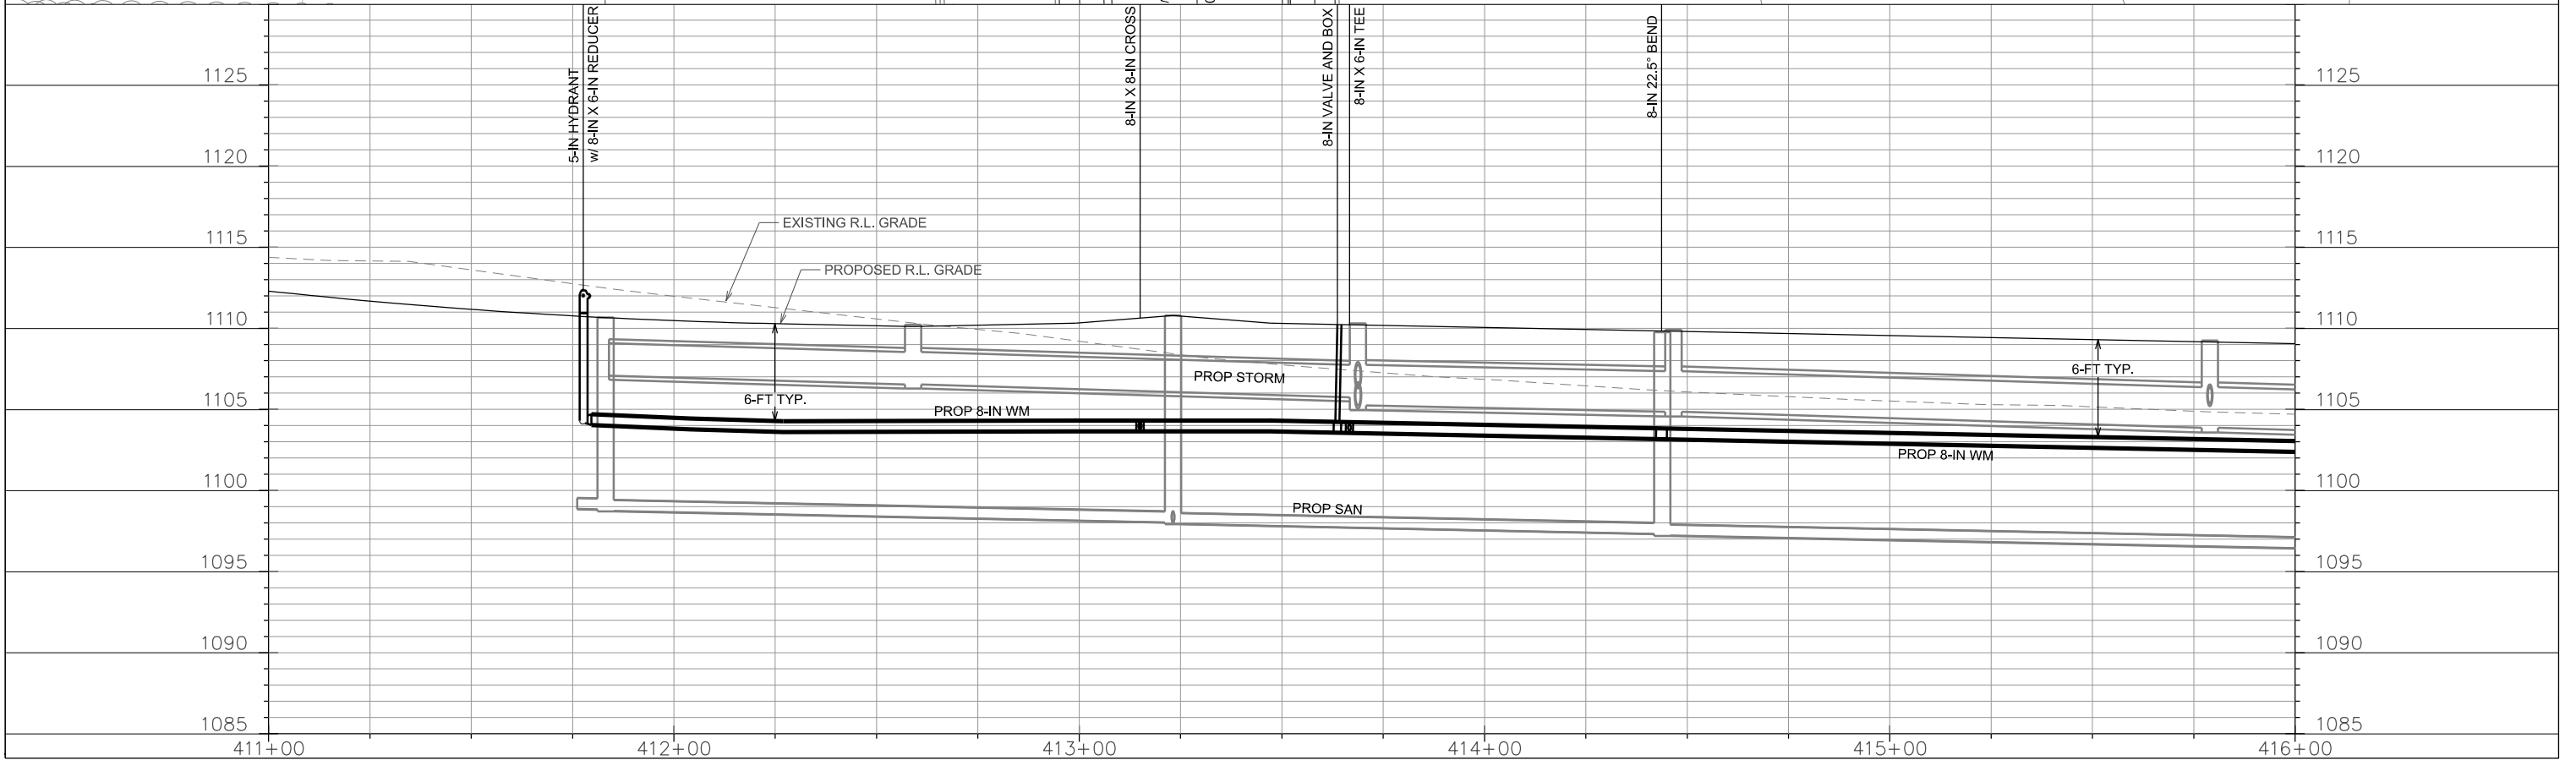 5-IN HYDRANT
w/ 8-IN X 6-IN REDUCER
8-IN X 8-IN CROSS
8-IN VALVE AND BOX
8-IN X 6-IN TEE
8-IN 22.5° BEND
1125
1125
1120
1120
EXISTING R.L. GRADE
1115
1115
PROPOSED R.L. GRADE
1110
1110
6-FT TYP.
PROP STORM
6-FT TYP.
1105
PROP 8-IN WM
1105
PROP 8-IN WM
1100
1100
PROP SAN
1095
1095
1090
1090
1085
1085
411+00
412+00
413+00
414+00
415+00
416+00